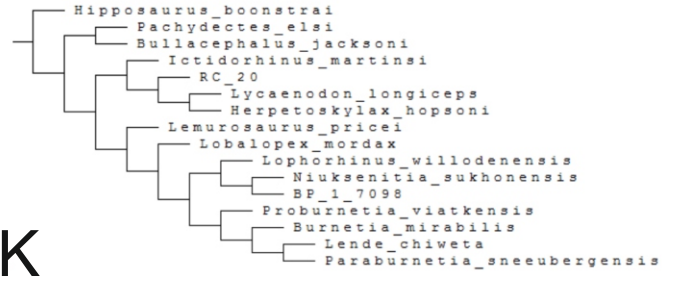 Hipposaurus_boonstrai
Pachydectes_elsi
Bullacephalus_jacksoni
Ictidorhinus_martinsi
RC_20
Lycaenodon_longiceps
Herpetoskylax_hopsoni
Lemurosaurus_pricei
Lobalopex_mordax
Lophorhinus_willodenensis
Niuksenitia_sukhonensis
BP_1_7098
Proburnetia_viatkensis
Burnetia_mirabilis
Lende_chiweta
Paraburnetia_sneeubergensis
K